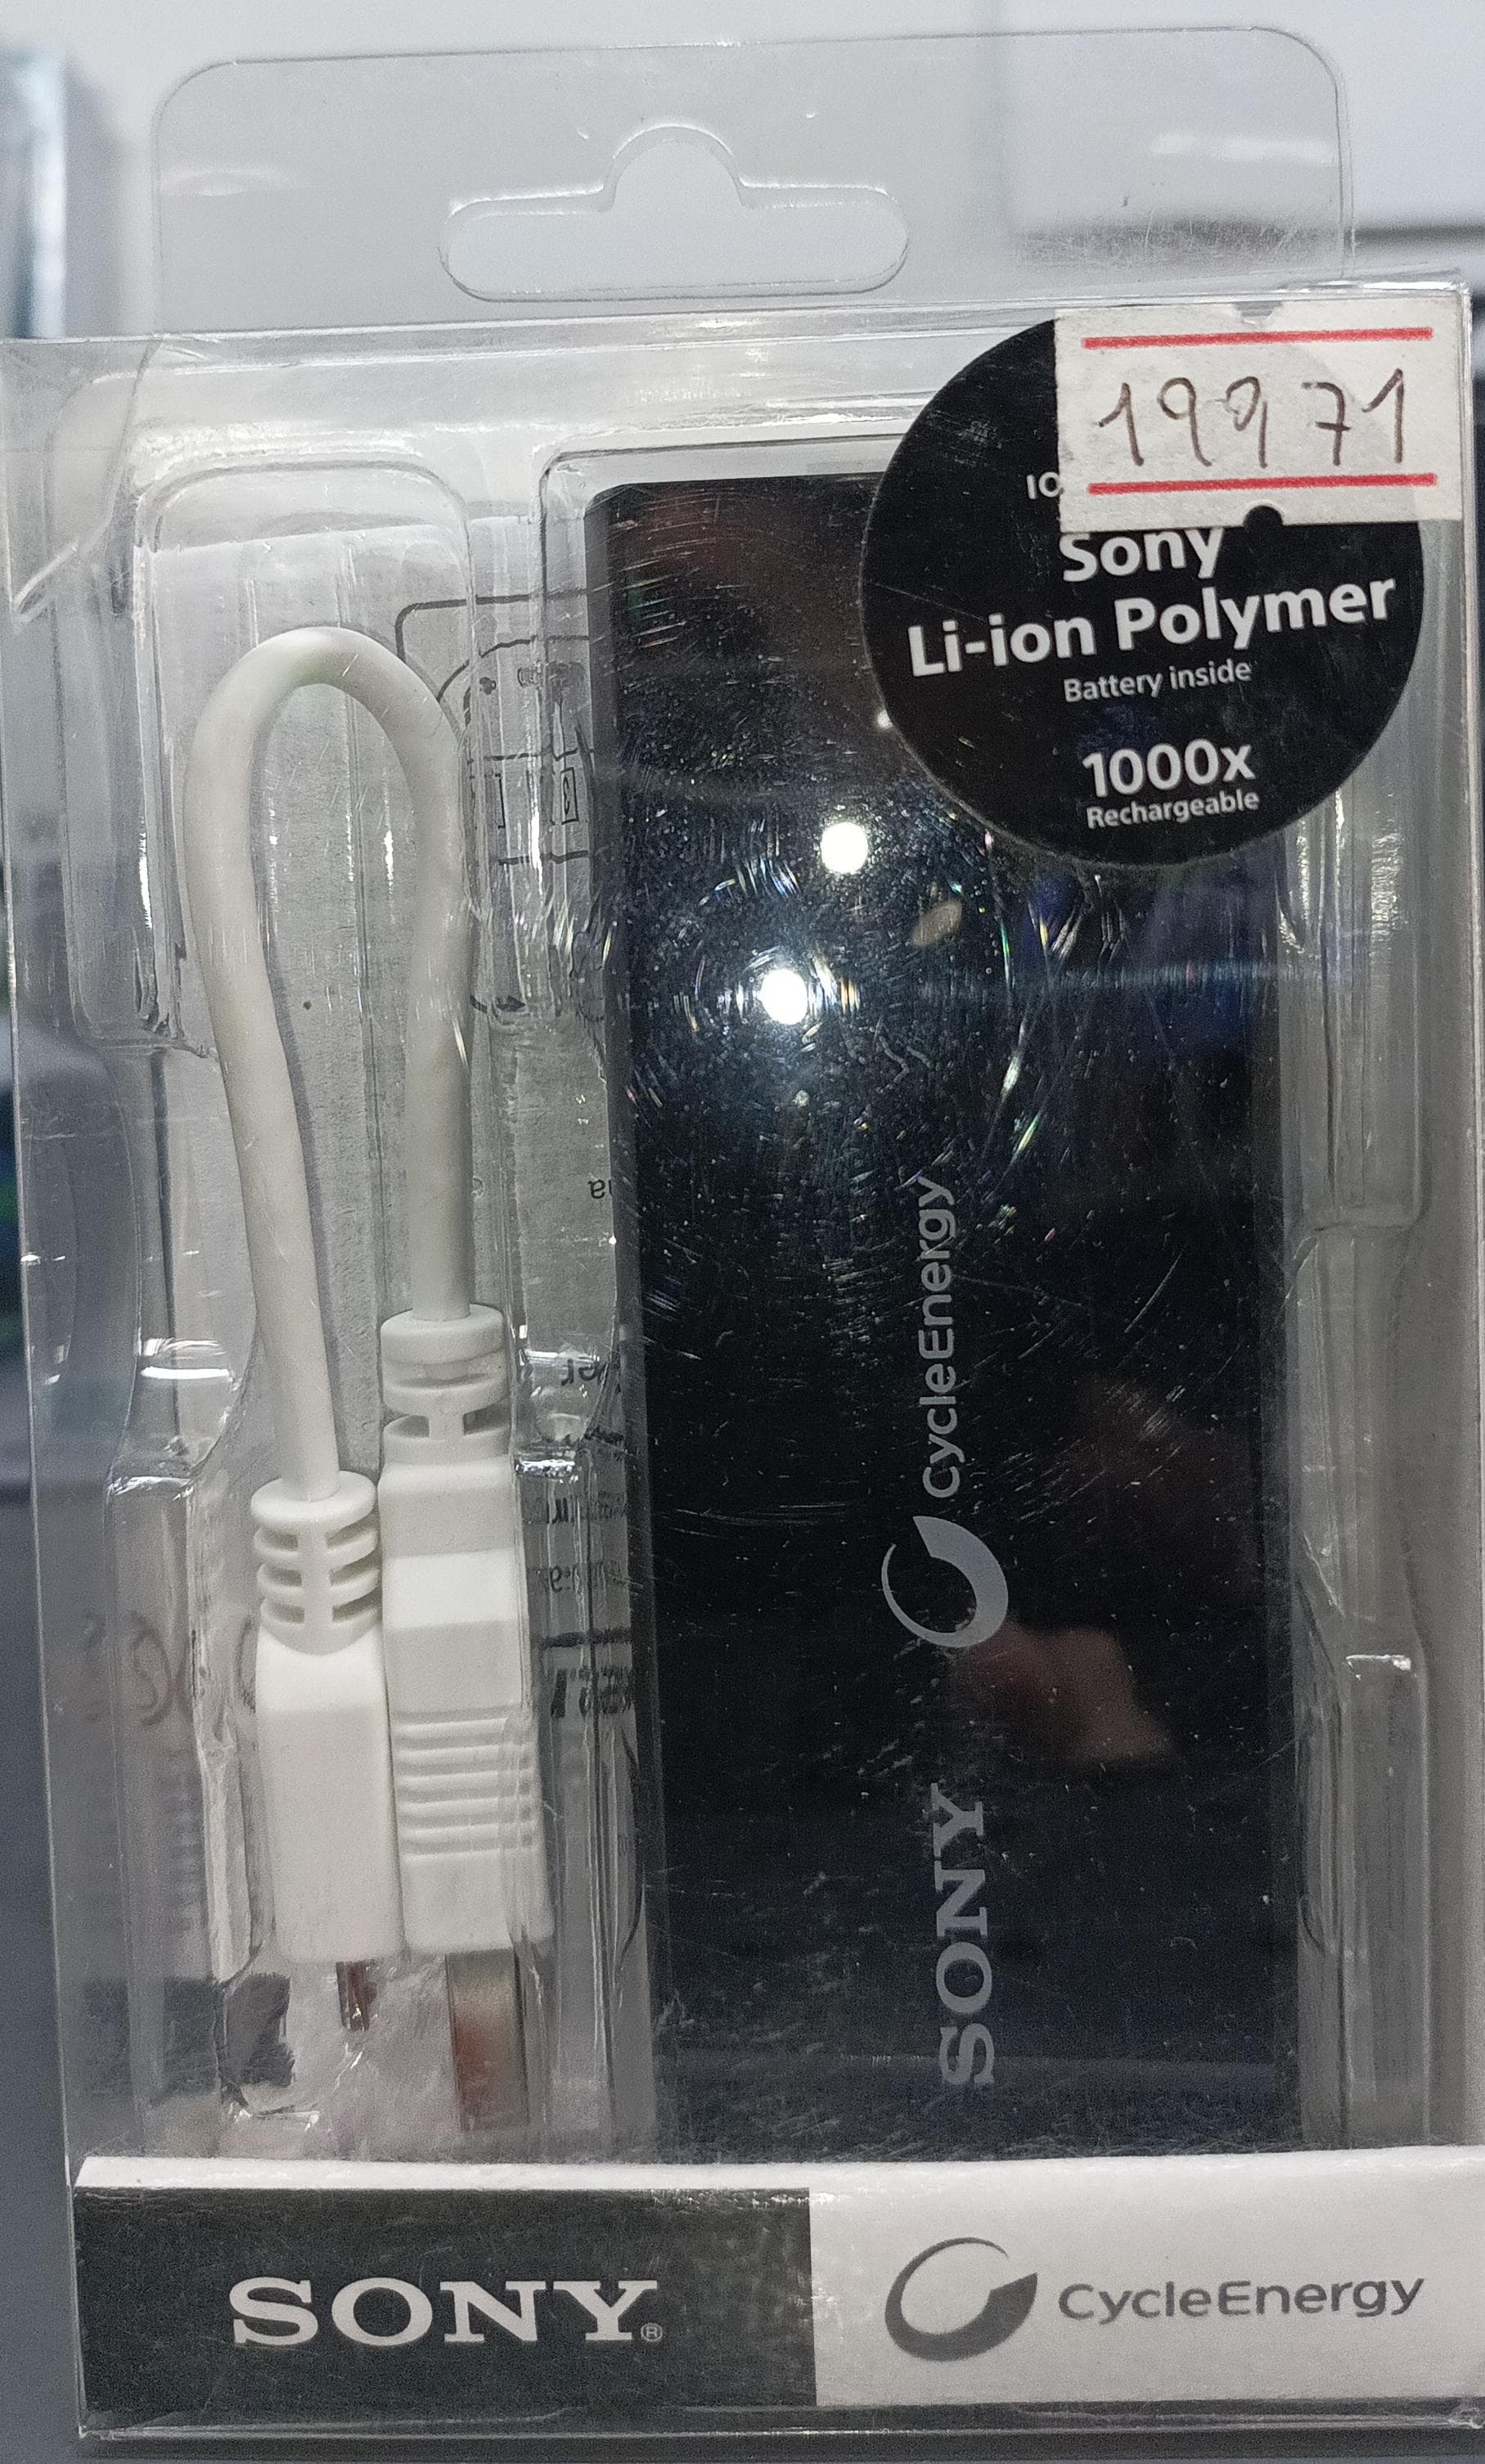 19971
Sony
Li-ion Polymer
Battery inside
1000x
Rechargeable
CycleEnergy
SONY
SONY®
CycleEnergy